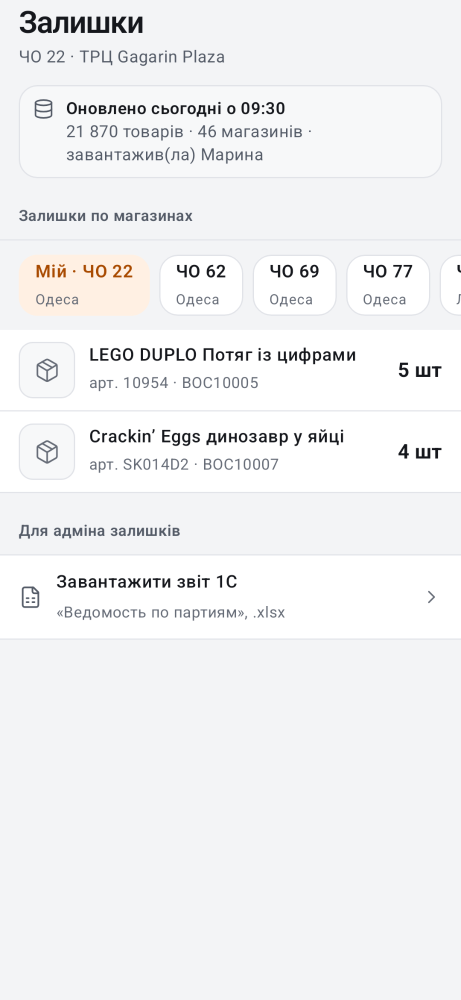 Залишки
ЧО 22 · ТРЦ Gagarin Plaza
Оновлено сьогодні о 09:30
21 870 товарів · 46 магазинів ·
завантажив(ла) Марина
Залишки по магазинах
Мій · ЧО 22
Одеса
ЧО 62
Одеса
ЧО 69
Одеса
ЧО 77
Одеса
LEGO DUPLO Потяг із цифрами
арт. 10954 · BOC10005
5 шт
Crackin’ Eggs динозавр у яйці
арт. SK014D2 · BOC10007
4 шт
Для адміна залишків
Завантажити звіт 1С
«Ведомость по партиям», .xlsx